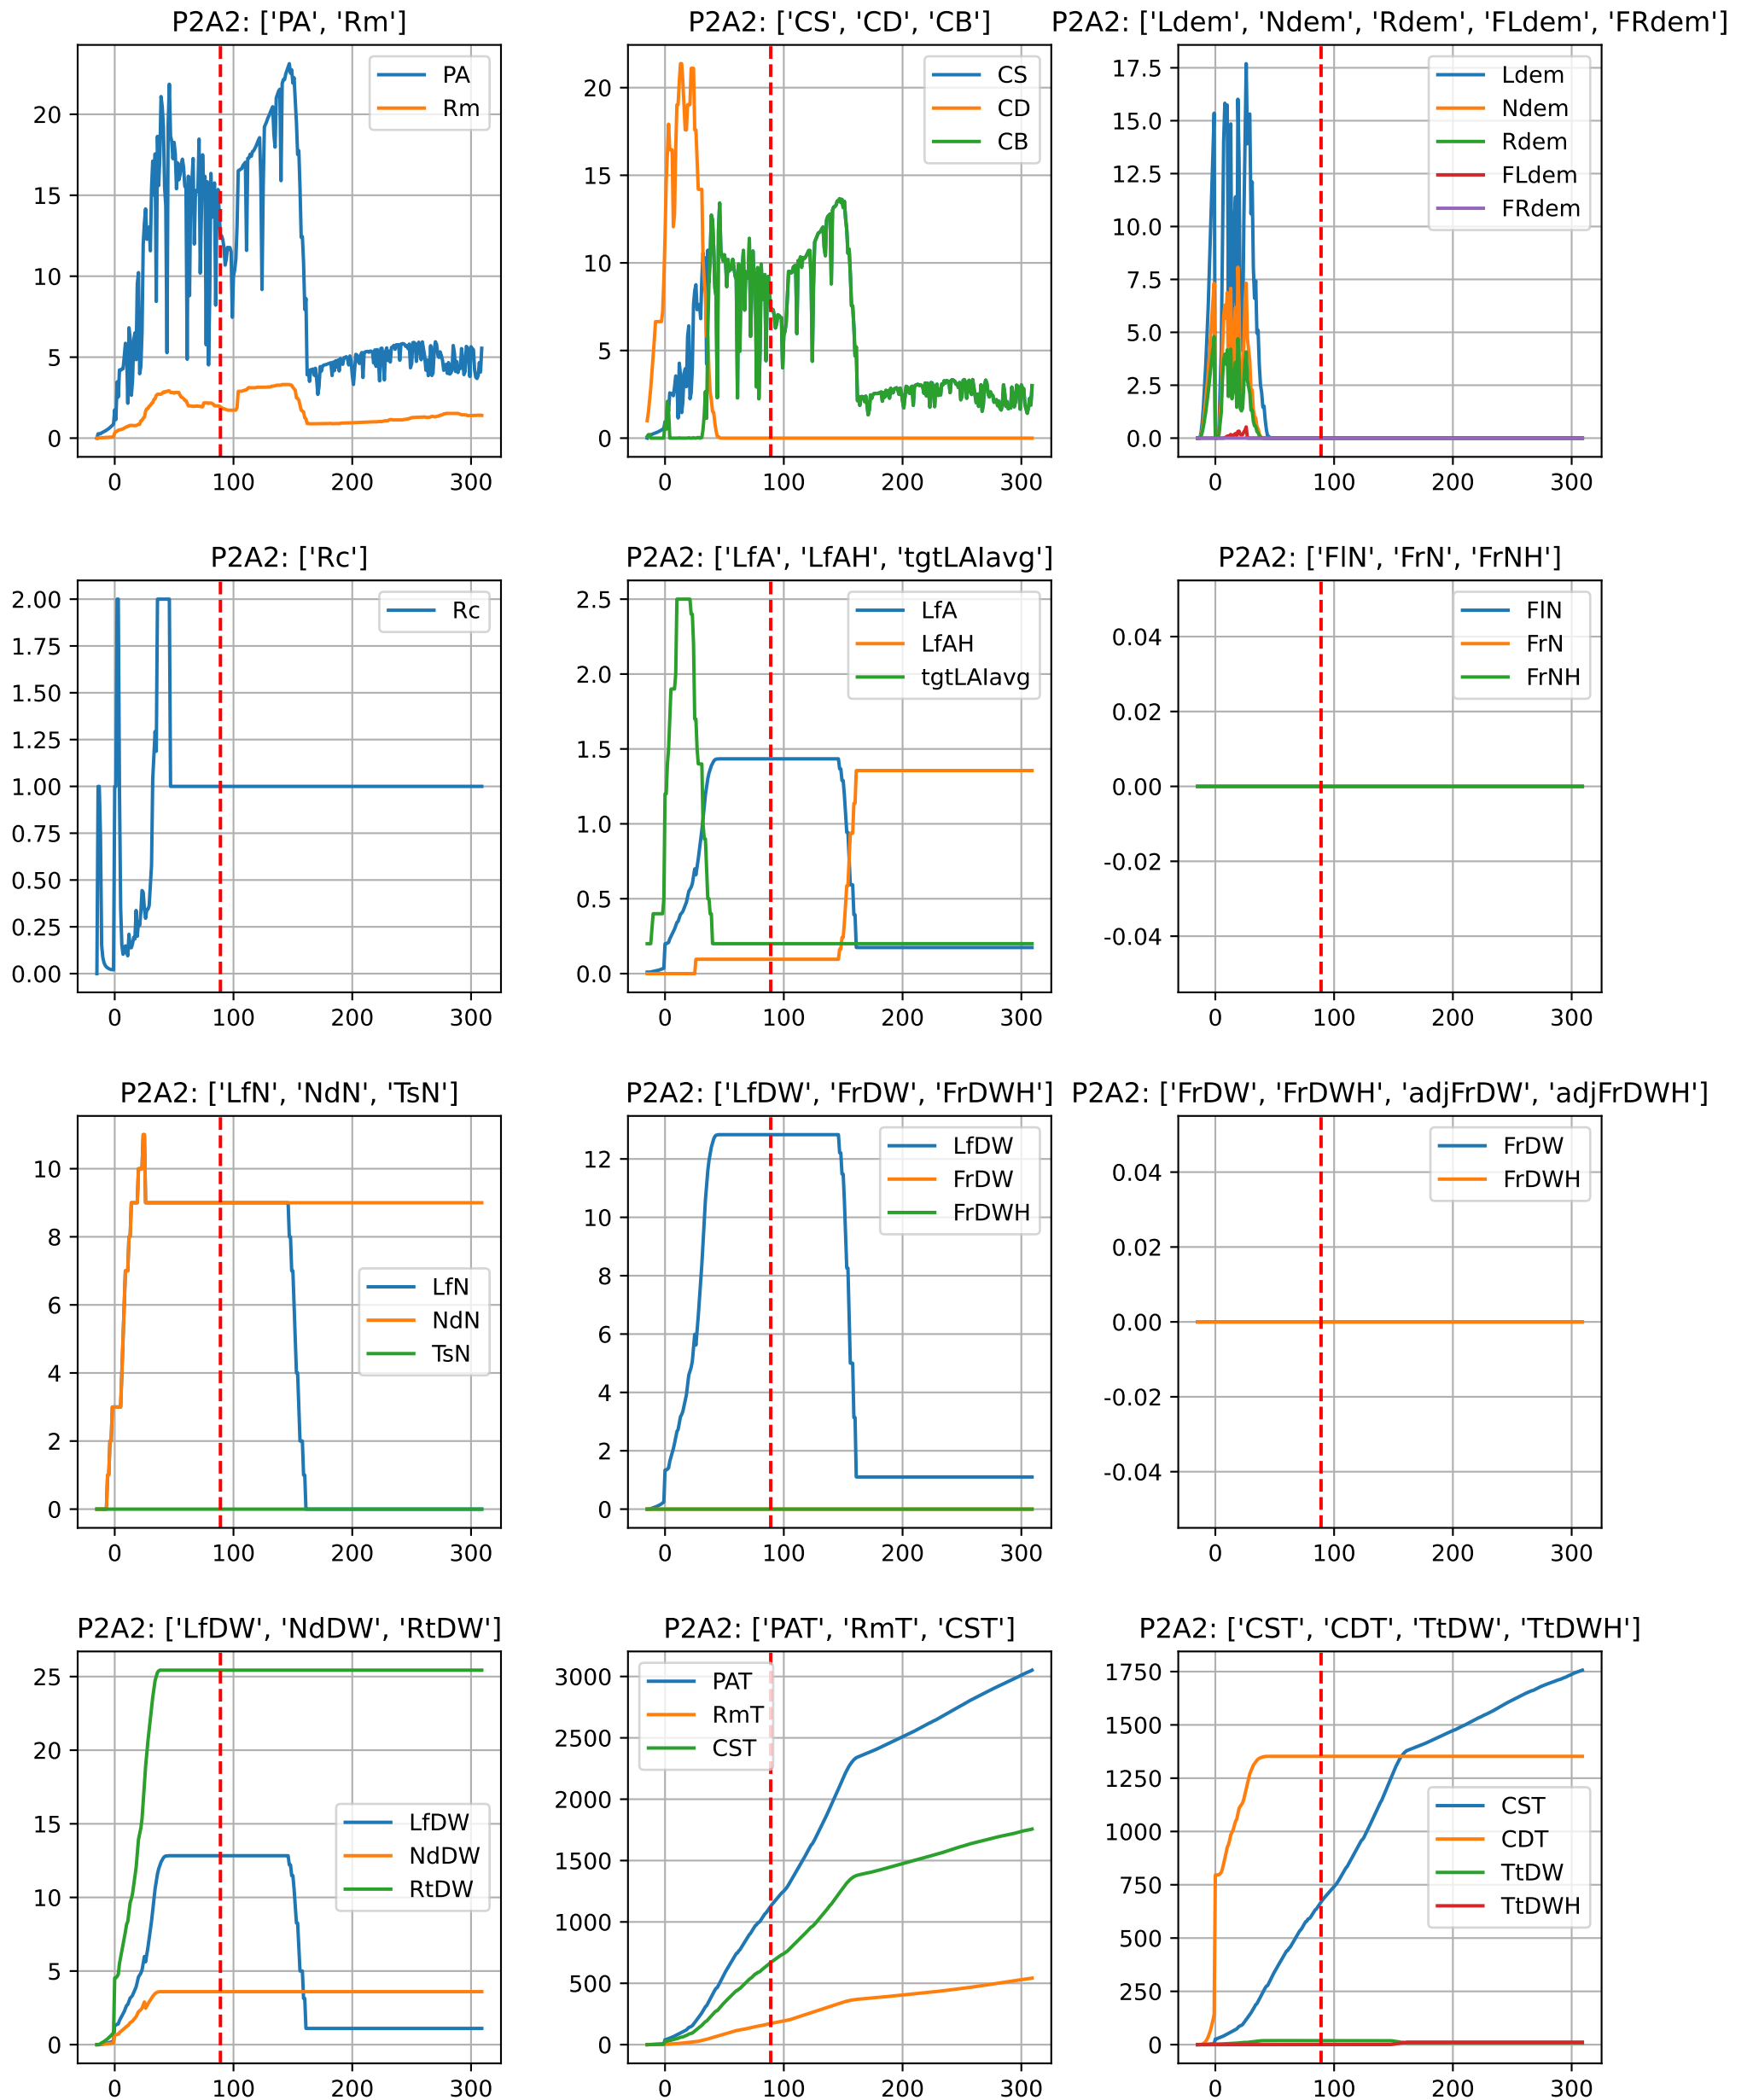 P2A2: ['PA', 'Rm']
PA
Rm
0
5
10
15
20
0 100 200 300
P2A2: ['CS', 'CD', 'CB']
CS
CD
CB
0
5
10
15
20
0 100 200 300
P2A2: ['Ldem', 'Ndem', 'Rdem', 'FLdem', 'FRdem']
Ldem
Ndem
Rdem
FLdem
FRdem
17.5
15.0
12.5
10.0
7.5
5.0
2.5
0.0
0 100 200 300
P2A2: ['Rc']
Rc
2.00
1.75
1.50
1.25
1.00
0.75
0.50
0.25
0.00
0 100 200 300
P2A2: ['LfA', 'LfAH', 'tgtLAIavg']
LfA
LfAH
tgtLAIavg
2.5
2.0
1.5
1.0
0.5
0.0
0 100 200 300
P2A2: ['FlN', 'FrN', 'FrNH']
FlN
FrN
FrNH
0.04
0.02
0.00
-0.02
-0.04
0 100 200 300
P2A2: ['LfN', 'NdN', 'TsN']
LfN
NdN
TsN
10
8
6
4
2
0
0 100 200 300
P2A2: ['LfDW', 'FrDW', 'FrDWH']
LfDW
FrDW
FrDWH
12
10
8
6
4
2
0
0 100 200 300
P2A2: ['FrDW', 'FrDWH', 'adjFrDW', 'adjFrDWH']
FrDW
FrDWH
0.04
0.02
0.00
-0.02
-0.04
0 100 200 300
P2A2: ['LfDW', 'NdDW', 'RtDW']
LfDW
NdDW
RtDW
25
20
15
10
5
0
0 100 200 300
P2A2: ['PAT', 'RmT', 'CST']
PAT
RmT
CST
3000
2500
2000
1500
1000
500
0
0 100 200 300
P2A2: ['CST', 'CDT', 'TtDW', 'TtDWH']
CST
CDT
TtDW
TtDWH
1750
1500
1250
1000
750
500
250
0
0 100 200 300